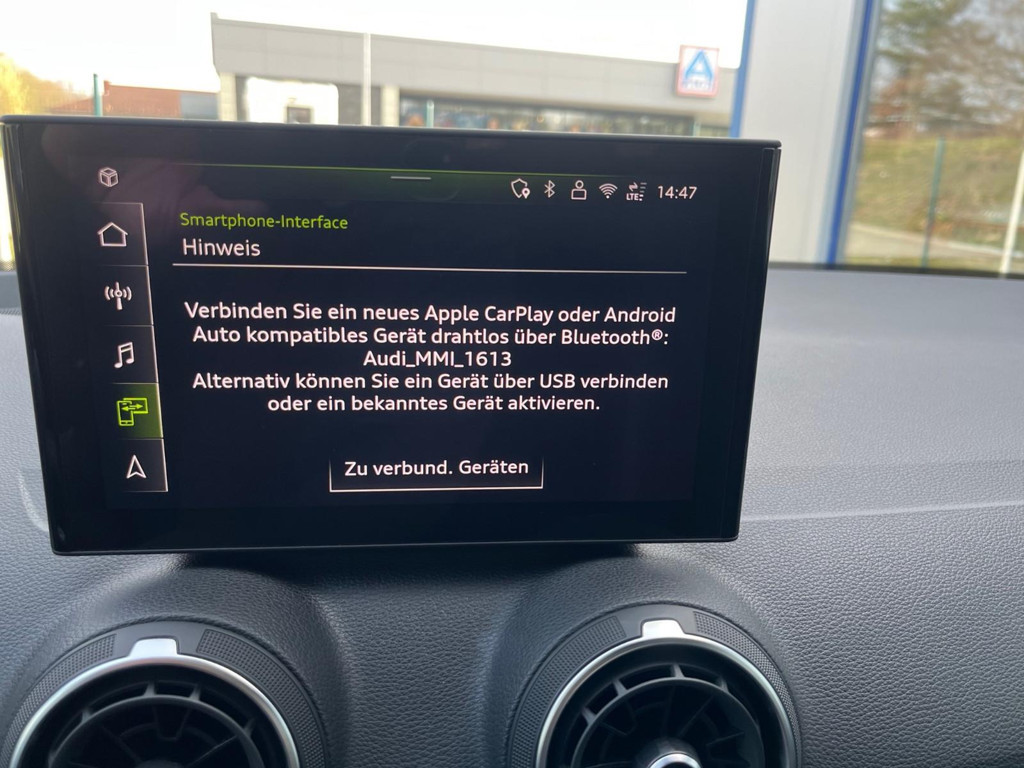 LTE
14:47
Smartphone-Interface
Hinweis
Verbinden Sie ein neues Apple CarPlay oder Android
Auto kompatibles Gerät drahtlos über Bluetooth®:
Audi_MMI_1613
Alternativ können Sie ein Gerät über USB verbinden
oder ein bekanntes Gerät aktivieren.
Zu verbund. Geräten